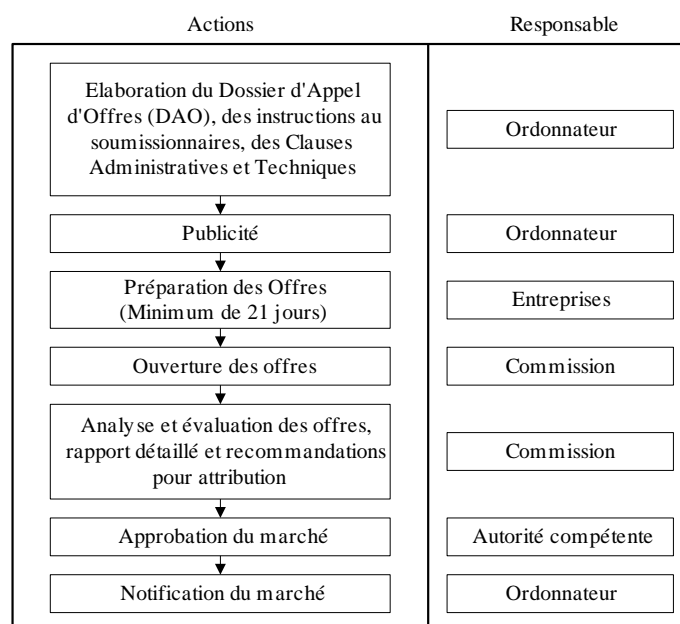 Actions Responsable
Elaboration du Dossier d'Appel
d'Offres (DAO), des instructions au
soumissionnaires, des Clauses
Administratives et Techniques
Ordonnateur
Publicité
Ordonnateur
Préparation des Offres
(Minimum de 21 jours)
Entreprises
Ouverture des offres
Commission
Analyse et évaluation des offres,
rapport détaillé et recommandations
pour attribution
Commission
Approbation du marché
Autorité compétente
Notification du marché
Ordonnateur